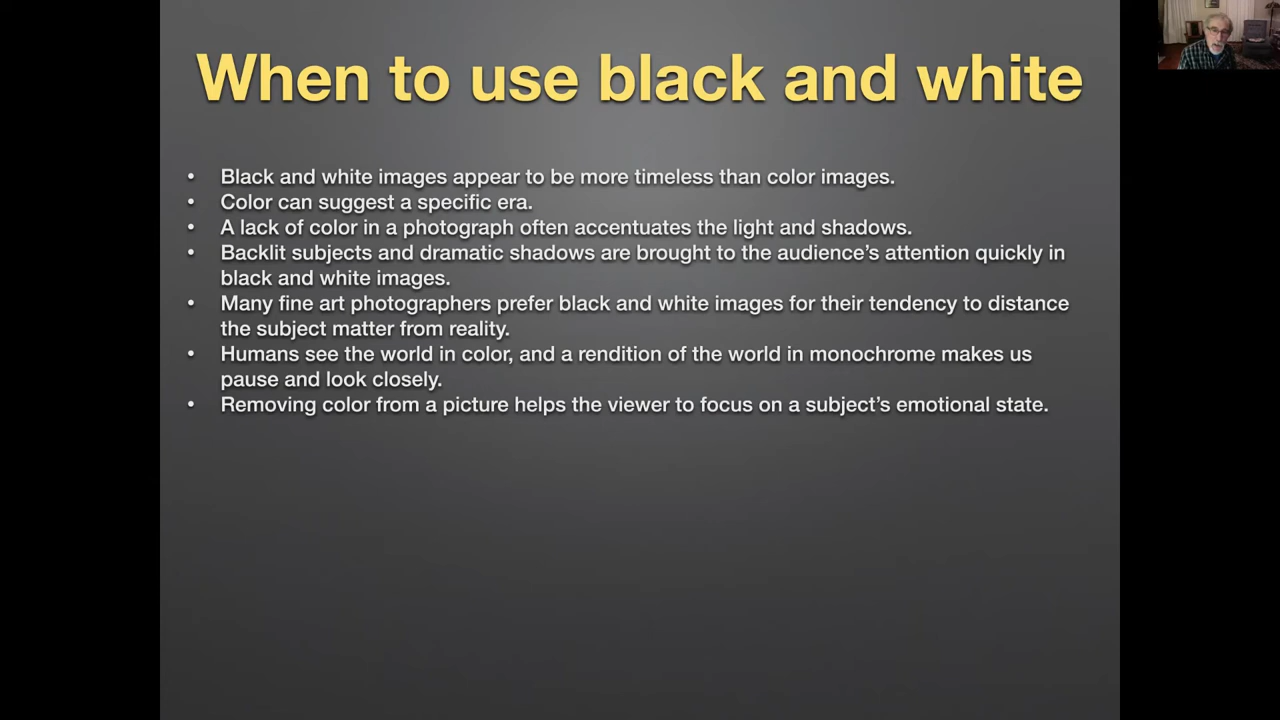 When to use black and white
• Black and white images appear to be more timeless than color images.
• Color can suggest a specific era.
• A lack of color in a photograph often accentuates the light and shadows.
• Backlit subjects and dramatic shadows are brought to the audience’s attention quickly in
black and white images.
• Many fine art photographers prefer black and white images for their tendency to distance
the subject matter from reality.
• Humans see the world in color, and a rendition of the world in monochrome makes us
pause and look closely.
• Removing color from a picture helps the viewer to focus on a subject’s emotional state.